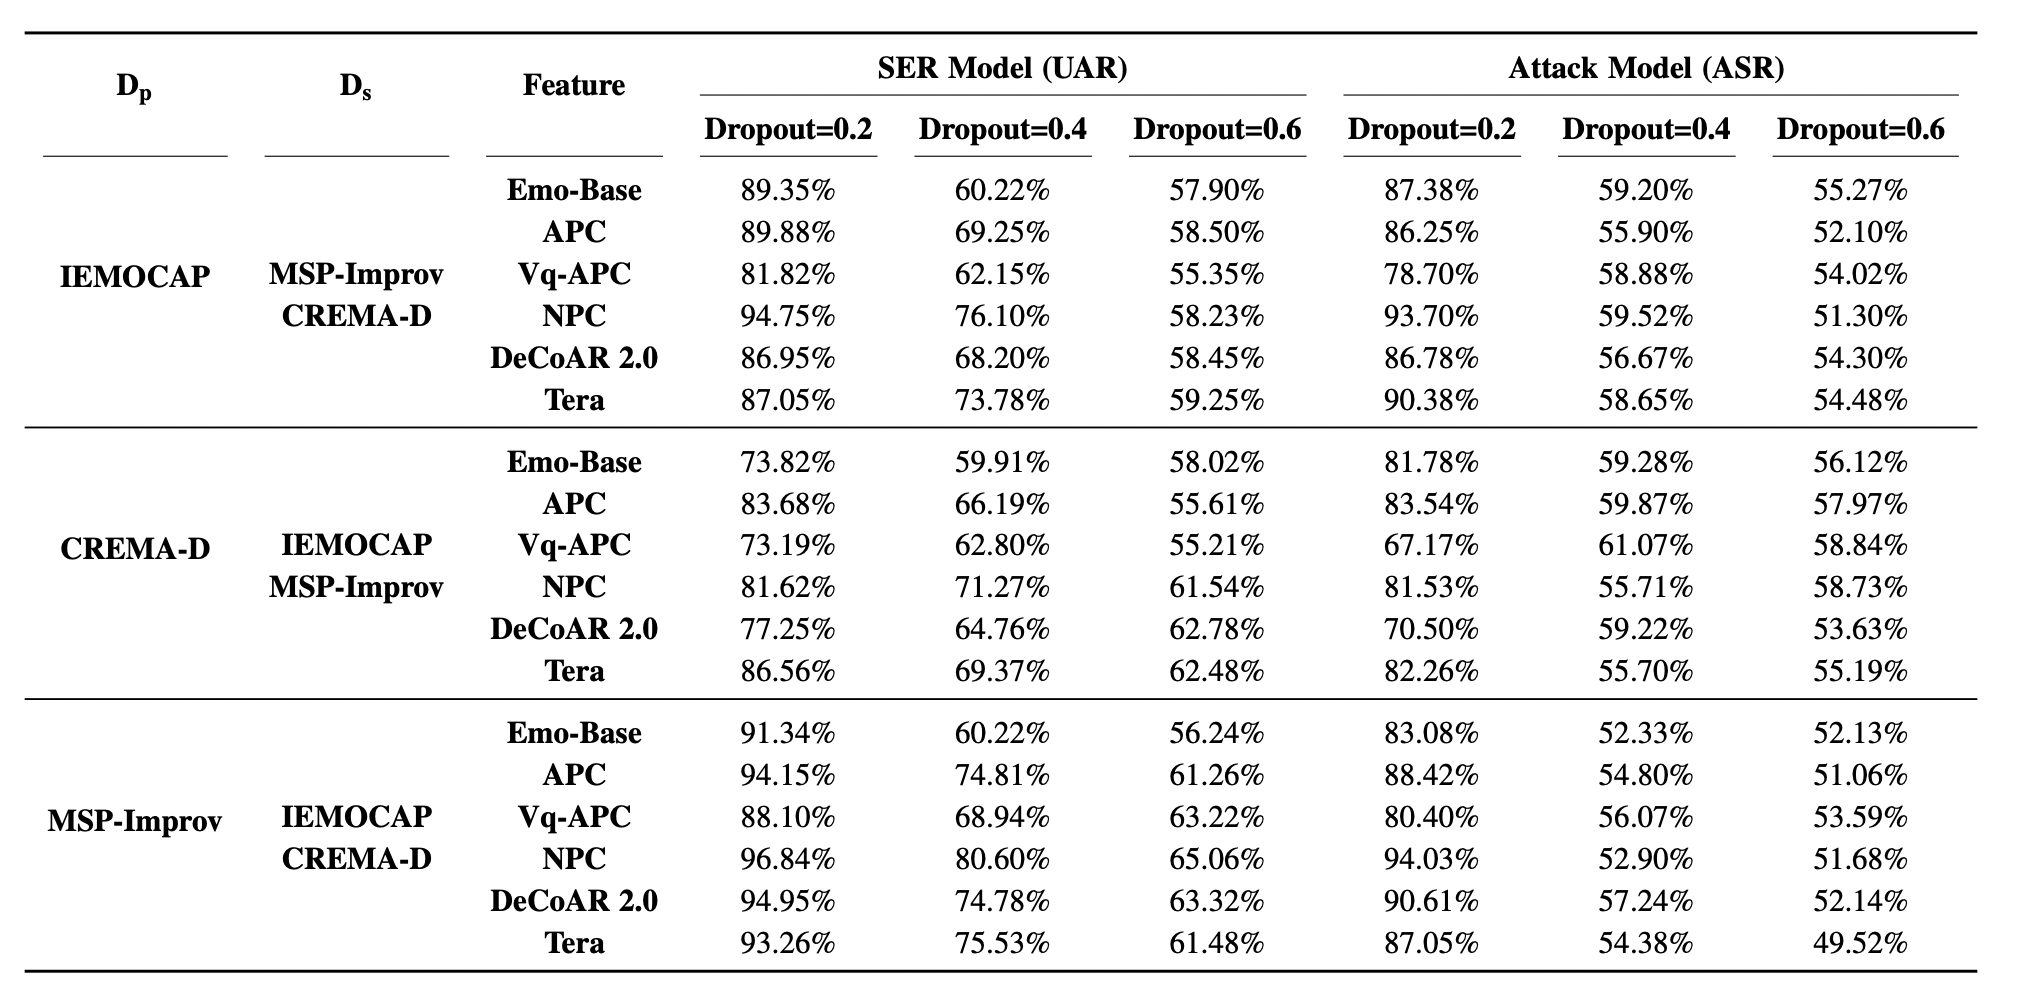 Dp Ds Feature SER Model (UAR) Attack Model (ASR)
Dropout=0.2 Dropout=0.4 Dropout=0.6 Dropout=0.2 Dropout=0.4 Dropout=0.6
Emo-Base 89.35% 60.22% 57.90% 87.38% 59.20% 55.27%
APC 89.88% 69.25% 58.50% 86.25% 55.90% 52.10%
IEMOCAP MSP-Improv Vq-APC 81.82% 62.15% 55.35% 78.70% 58.88% 54.02%
CREMA-D NPC 94.75% 76.10% 58.23% 93.70% 59.52% 51.30%
DeCoAR 2.0 86.95% 68.20% 58.45% 86.78% 56.67% 54.30%
Tera 87.05% 73.78% 59.25% 90.38% 58.65% 54.48%
Emo-Base 73.82% 59.91% 58.02% 81.78% 59.28% 56.12%
APC 83.68% 66.19% 55.61% 83.54% 59.87% 57.97%
CREMA-D IEMOCAP Vq-APC 73.19% 62.80% 55.21% 67.17% 61.07% 58.84%
MSP-Improv NPC 81.62% 71.27% 61.54% 81.53% 55.71% 58.73%
DeCoAR 2.0 77.25% 64.76% 62.78% 70.50% 59.22% 53.63%
Tera 86.56% 69.37% 62.48% 82.26% 55.70% 55.19%
Emo-Base 91.34% 60.22% 56.24% 83.08% 52.33% 52.13%
APC 94.15% 74.81% 61.26% 88.42% 54.80% 51.06%
MSP-Improv IEMOCAP Vq-APC 88.10% 68.94% 63.22% 80.40% 56.07% 53.59%
CREMA-D NPC 96.84% 80.60% 65.06% 94.03% 52.90% 51.68%
DeCoAR 2.0 94.95% 74.78% 63.32% 90.61% 57.24% 52.14%
Tera 93.26% 75.53% 61.48% 87.05% 54.38% 49.52%